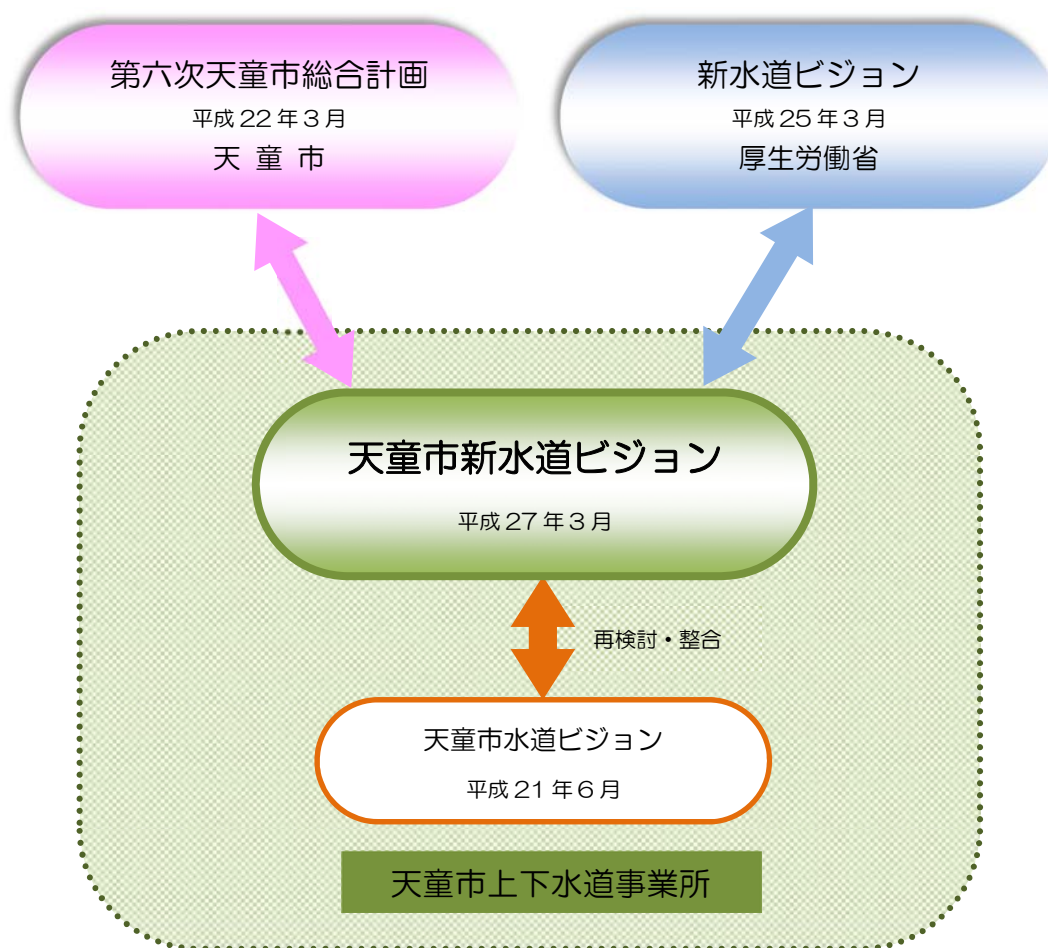 第六次天童市総合計画
平成22年3月
天童市
新水道ビジョン
平成25年3月
厚生労働省
天童市新水道ビジョン
平成27年3月
再検討・整合
天童市水道ビジョン
平成21年6月
天童市上下水道事業所